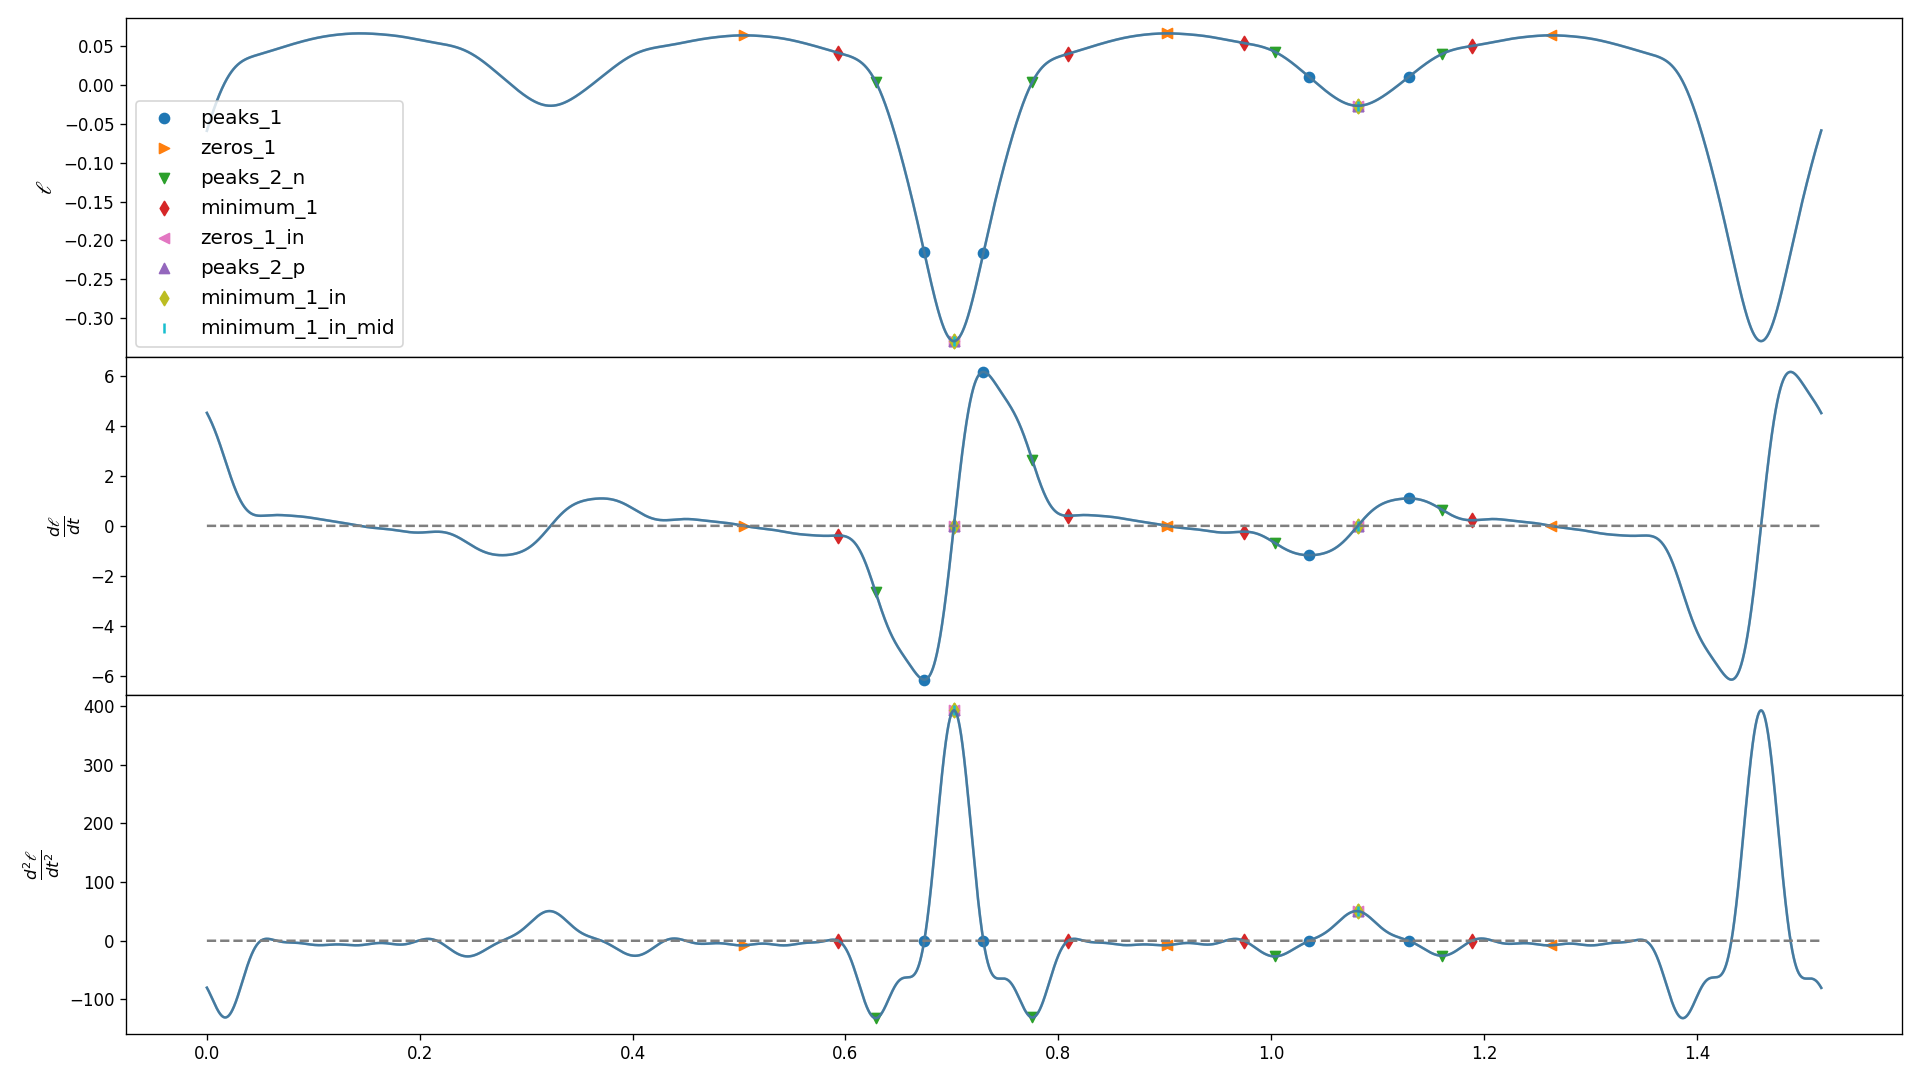 0.05
0.00
−0.05
−0.10
−0.15
−0.20
−0.25
−0.30
ℓ
peaks_1
zeros_1
peaks_2_n
minimum_1
zeros_1_in
peaks_2_p
minimum_1_in
minimum_1_in_mid
6
4
2
0
−2
−4
−6
dℓ
dt
400
300
200
100
0
−100
d²ℓ
dt²
0.0 0.2 0.4 0.6 0.8 1.0 1.2 1.4